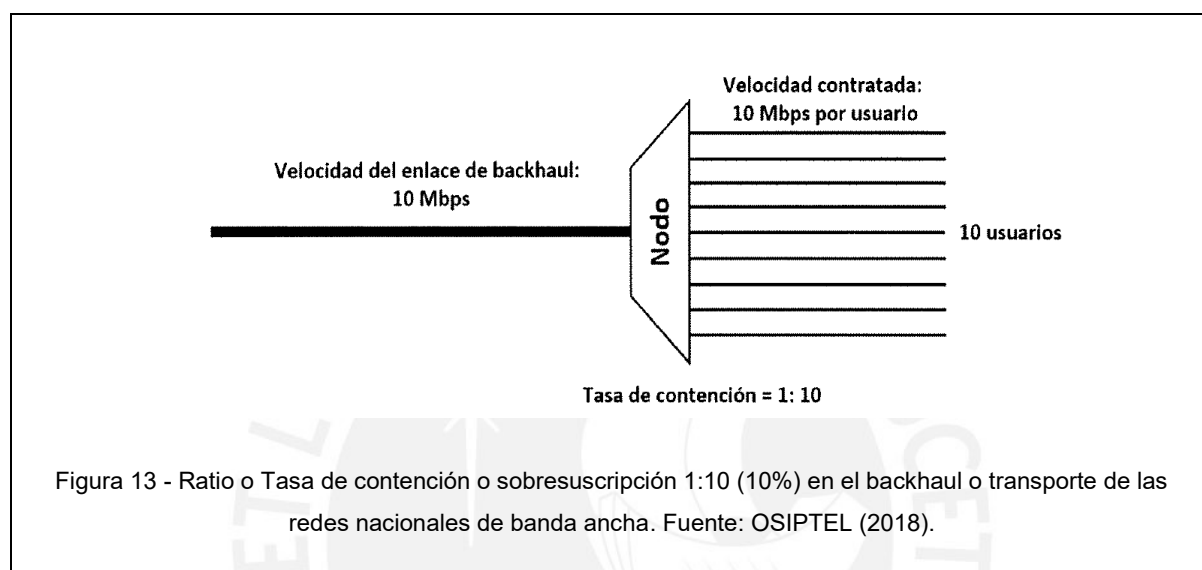 Velocidad contratada:
10 Mbps por usuario
Velocidad del enlace de backhaul:
10 Mbps
Nodo
10 usuarios
Tasa de contención = 1: 10
Figura 13 - Ratio o Tasa de contención o sobresuscripción 1:10 (10%) en el backhaul o transporte de las
redes nacionales de banda ancha. Fuente: OSIPTEL (2018).